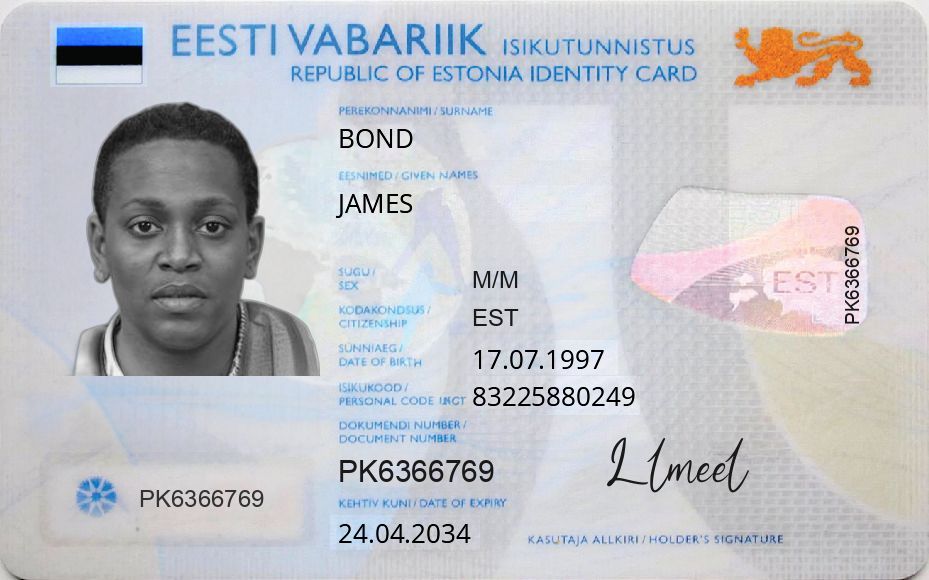 EESTI VABARIIK ISIKUTUNNISTUS
REPUBLIC OF ESTONIA IDENTITY CARD
PEREKONNANIMI / SURNAME
BOND
EESNIMED / GIVEN NAMES
JAMES
SUGU /
SEX
M/M
KODAKONDSUS /
CITIZENSHIP
EST
SÜNNIAEG /
DATE OF BIRTH
17.07.1997
ISIKUKOOD /
PERSONAL CODE
83225880249
DOKUMENDI NUMBER /
DOCUMENT NUMBER
PK6366769
KEHTIV KUNI / DATE OF EXPIRY
24.04.2034
PK6366769
EST
PK6366769
KASUTAJA ALLKIRI / HOLDER'S SIGNATURE